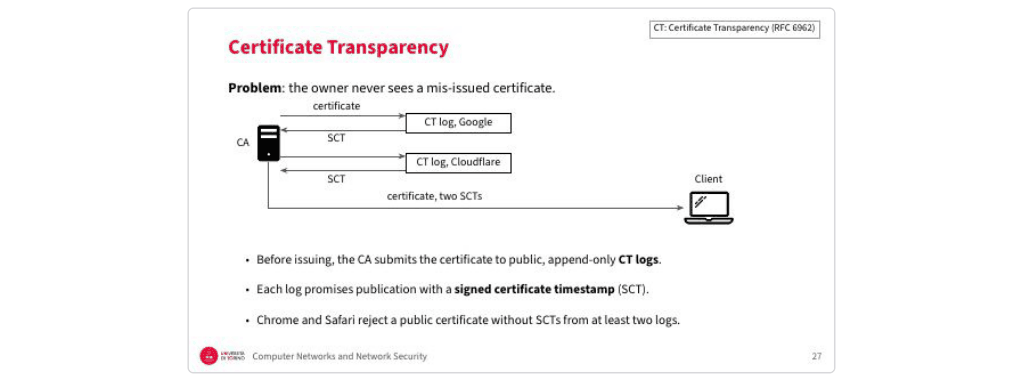 CT: Certificate Transparency (RFC 6962)
Certificate Transparency
Problem: the owner never sees a mis-issued certificate.
certificate
CT log, Google
SCT
CA
CT log, Cloudflare
SCT
Client
certificate, two SCTs
• Before issuing, the CA submits the certificate to public, append-only CT logs.
• Each log promises publication with a signed certificate timestamp (SCT).
• Chrome and Safari reject a public certificate without SCTs from at least two logs.
UNIVERSITÀ
DI TORINO
Computer Networks and Network Security
27